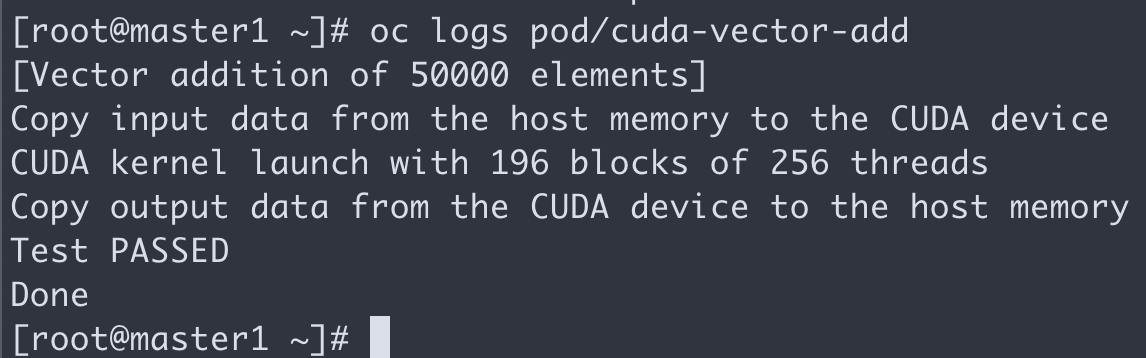 [root@master1 ~]# oc logs pod/cuda-vector-add
[Vector addition of 50000 elements]
Copy input data from the host memory to the CUDA device
CUDA kernel launch with 196 blocks of 256 threads
Copy output data from the CUDA device to the host memory
Test PASSED
Done
[root@master1 ~]#